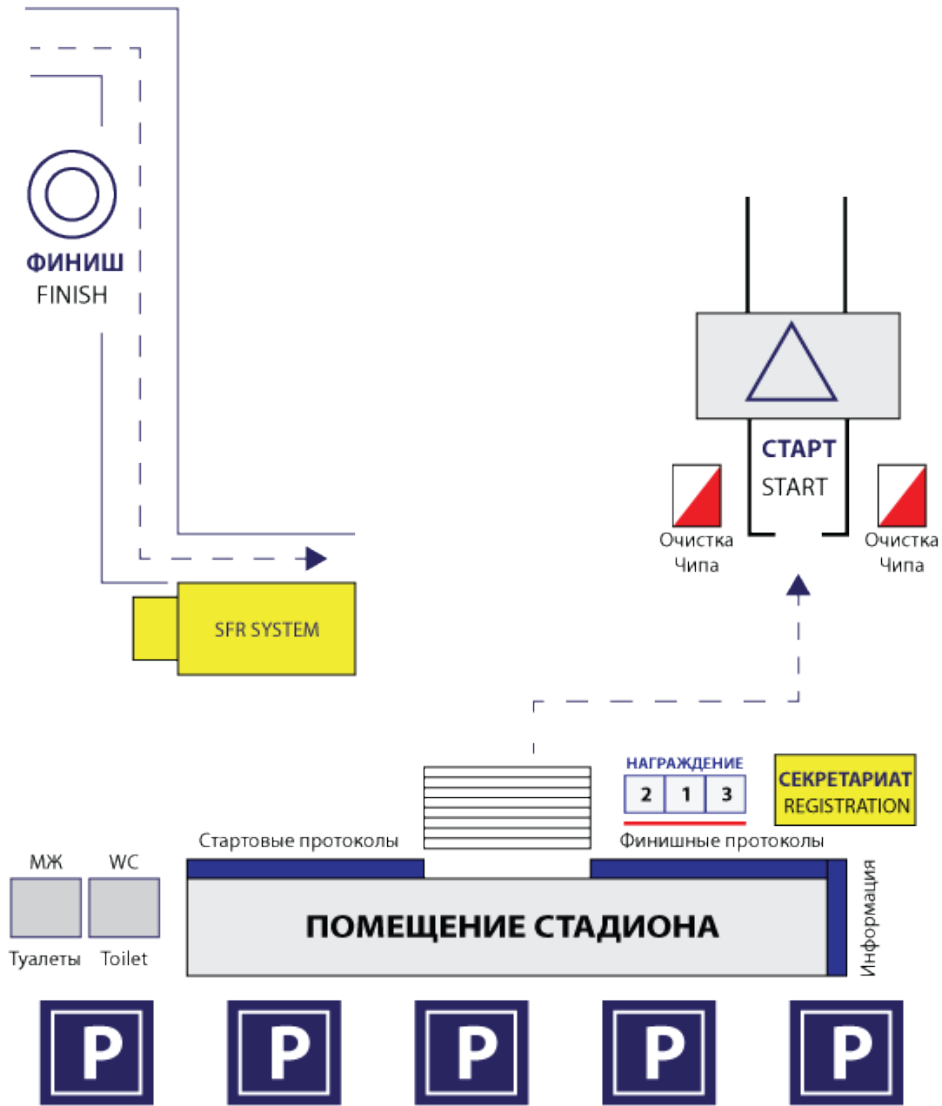 ФИНИШ
FINISH
СТАРТ
START
Очистка
Чипа
Очистка
Чипа
SFR SYSTEM
НАГРАЖДЕНИЕ
2 1 3
СЕКРЕТАРИАТ
REGISTRATION
Стартовые протоколы
Финишные протоколы
МЖ WC
Туалеты Toilet
ПОМЕЩЕНИЕ СТАДИОНА
Информация
P P P P P